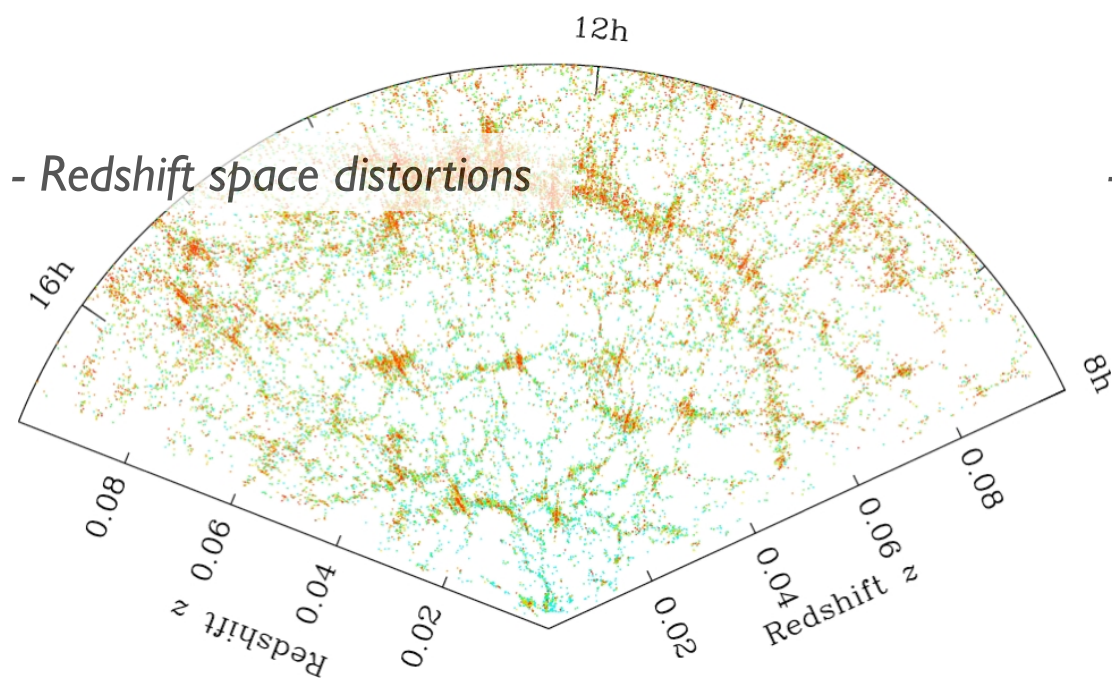 12h
- Redshift space distortions
-
16h
8h
0.08
0.06
0.04
0.02
Redshift z
0.02
0.04
0.06
0.08
Redshift z